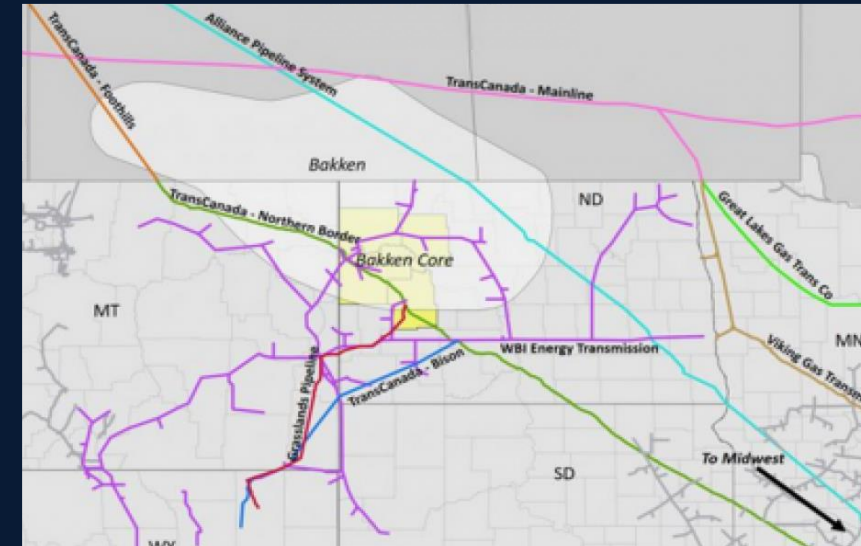 TransCanada - Foothills
Alliance Pipeline System
TransCanada - Mainline
Bakken
TransCanada - Northern Border
ND
Great Lakes Gas Trans Co
Bakken Core
MT
MN
WBI Energy Transmission
Viking Gas Transm
Grasslands Pipeline
TransCanada - Bison
To Midwest
SD
WY